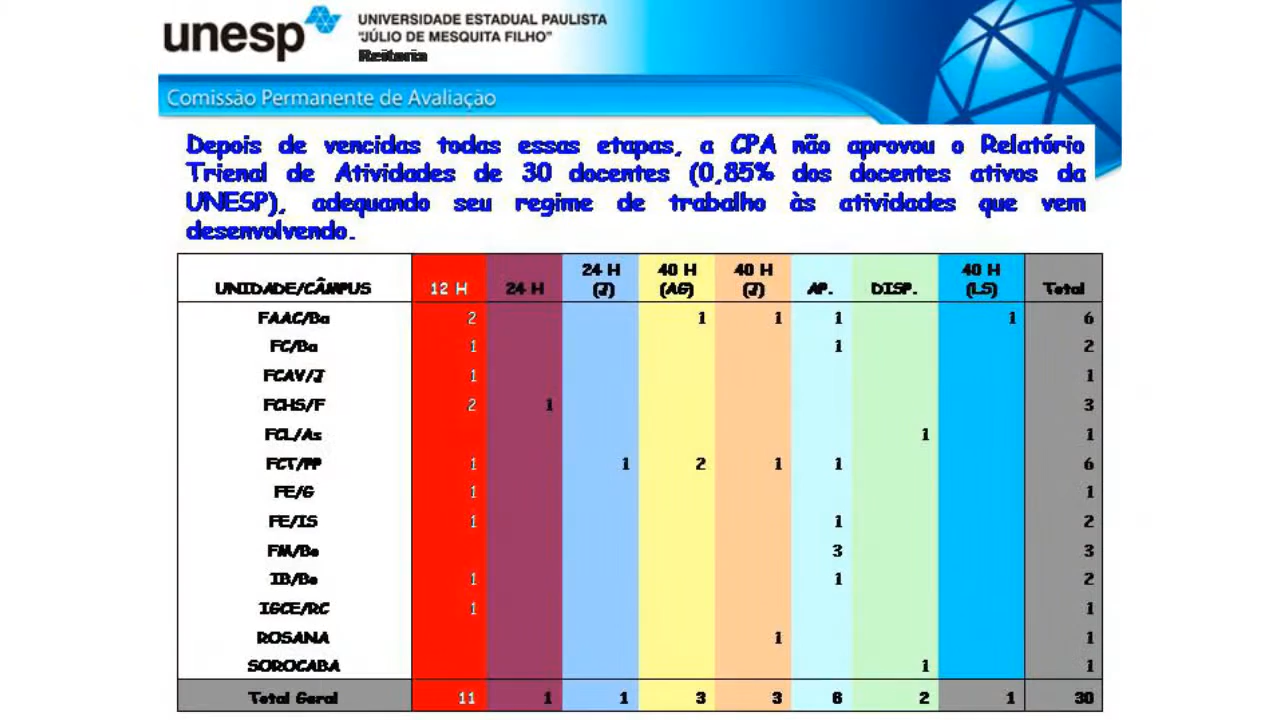 unesp
UNIVERSIDADE ESTADUAL PAULISTA
"JÚLIO DE MESQUITA FILHO"
Reitoria
Comissão Permanente de Avaliação
Depois de vencidas todas essas etapas, a CPA não aprovou o Relatório
Trienal de Atividades de 30 docentes (0,85% dos docentes ativos da
UNESP), adequando seu regime de trabalho às atividades que vem
desenvolvendo.
UNIDADE/CÂMPUS 12 H 24 H 24 H (J) 40 H (AG) 40 H (J) AP. DISP. 40 H (LS) Total
FAAC/Ba 2 1 1 1 1 6
FC/Ba 1 1 2
FCAV/J 1 1
FCHS/F 2 1 3
FCL/As 1 1
FCT/PP 1 1 2 1 1 6
FE/G 1 1
FE/IS 1 1 2
FM/Bo 3 3
IB/Bo 1 1 2
IGCE/RC 1 1
ROSANA 1 1
SOROCABA 1 1
Total Geral 11 1 1 3 3 8 2 1 30